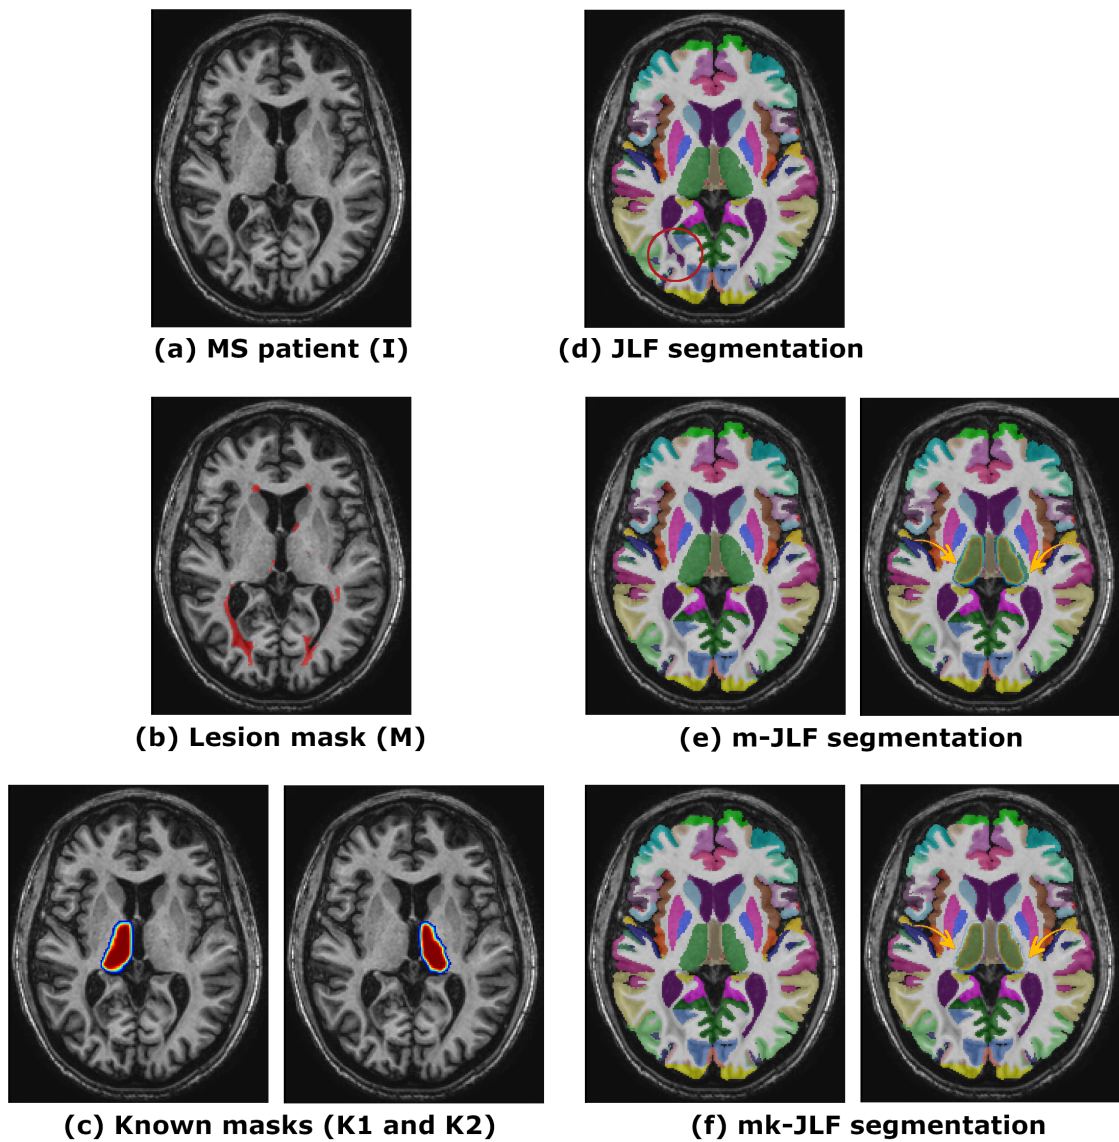 (a) MS patient (I)
(d) JLF segmentation
(b) Lesion mask (M)
(e) m-JLF segmentation
(c) Known masks (K1 and K2)
(f) mk-JLF segmentation